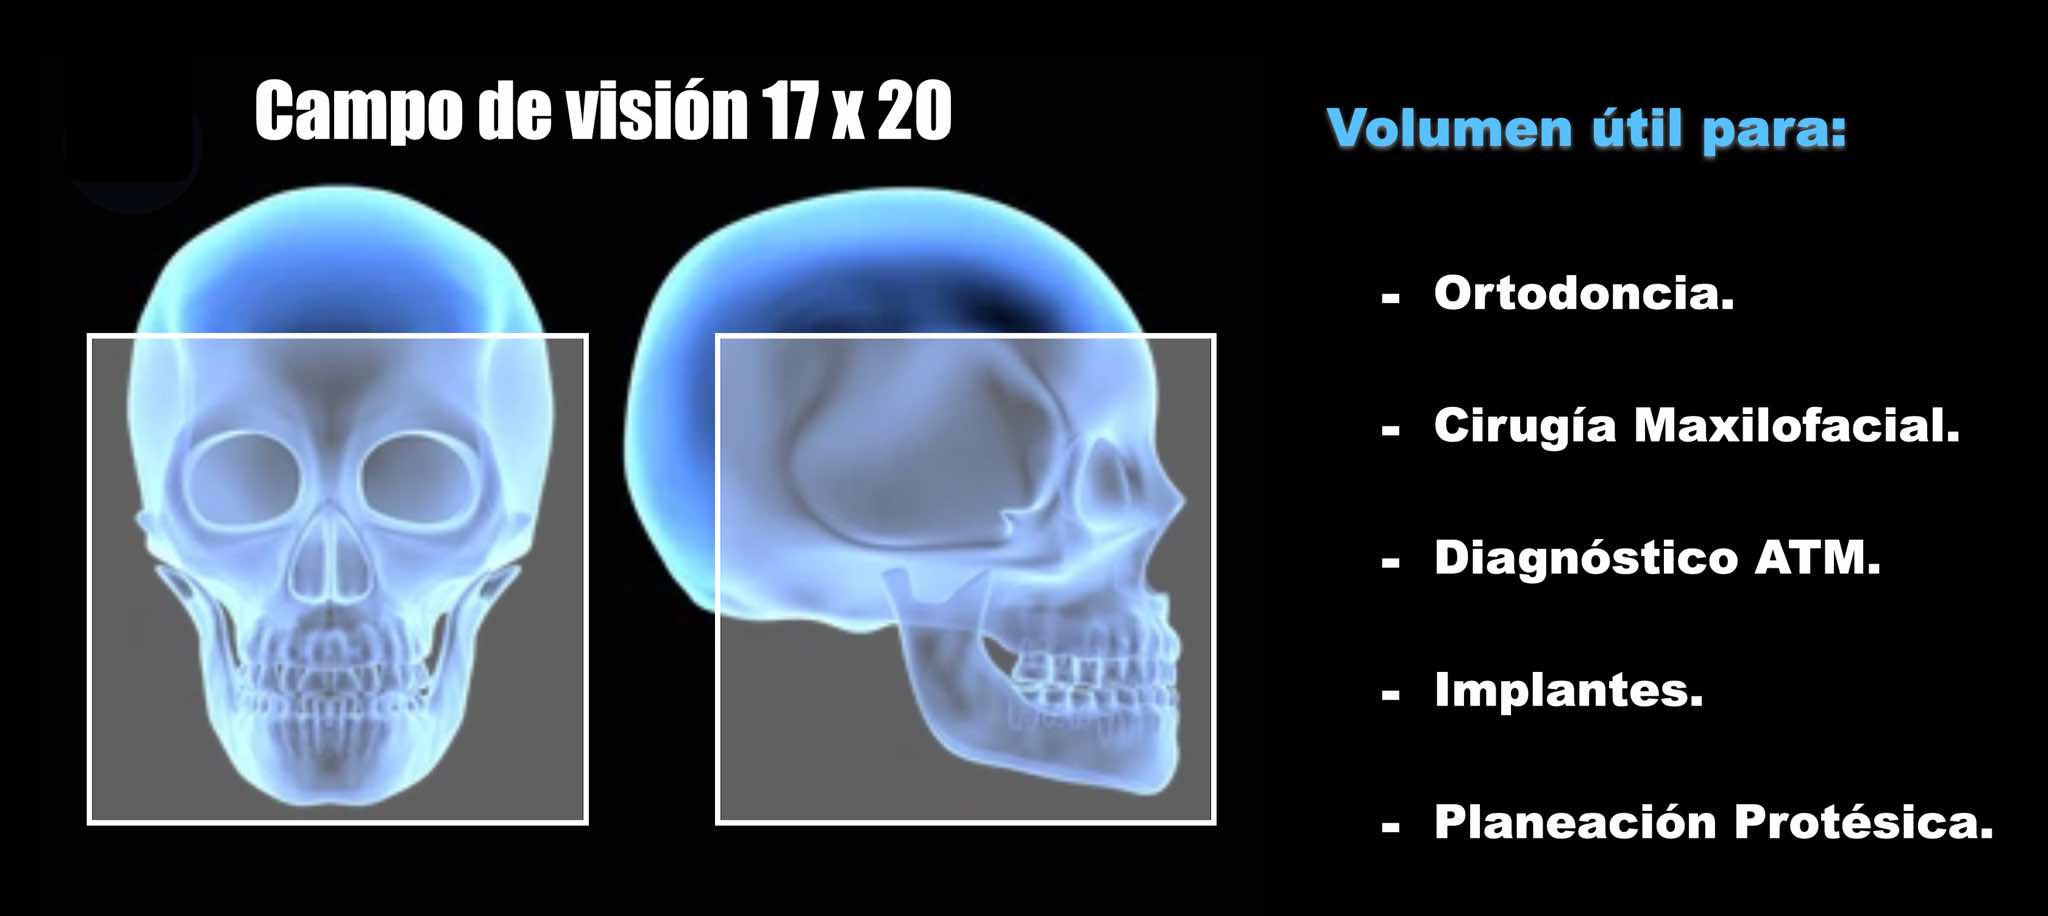 Campo de visión 17 x 20
Volumen útil para:
- Ortodoncia.
- Cirugía Maxilofacial.
- Diagnóstico ATM.
- Implantes.
- Planeación Protésica.